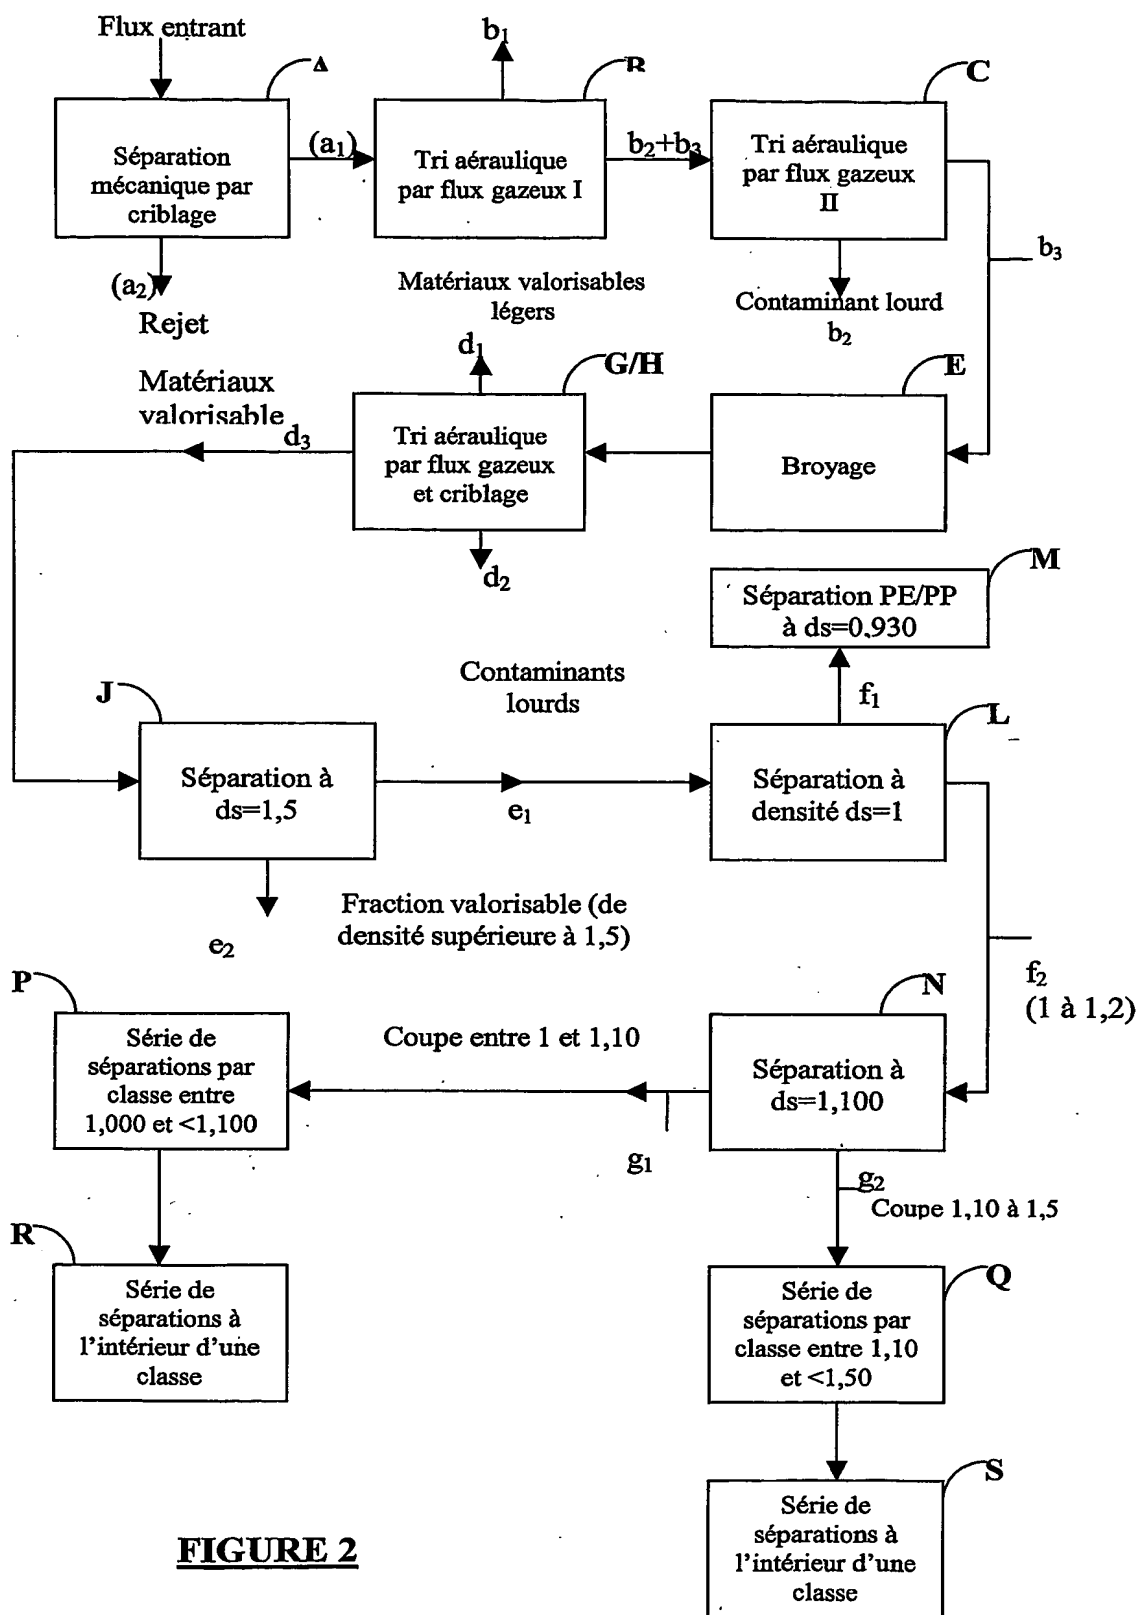 Flux entrant
b₁
A
B
C
Séparation
mécanique par
criblage
(a₁)
Tri aéraulique
par flux gazeux I
b₂+b₃
Tri aéraulique
par flux gazeux
II
b₃
(a₂)
Rejet
Matériaux valorisables
légers
Contaminant lourd
b₂
d₁
G/H
E
Matériaux
valorisable
d₃
Tri aéraulique
par flux gazeux
et criblage
Broyage
d₂
M
Séparation PE/PP
à ds=0,930
Contaminants
lourds
f₁
J
L
Séparation à
ds=1,5
e₁
Séparation à
densité ds=1
Fraction valorisable (de
densité supérieure à 1,5)
e₂
f₂
(1 à 1,2)
P
N
Série de
séparations par
classe entre
1,000 et <1,100
Coupe entre 1 et 1,10
Séparation à
ds=1,100
g₁
g₂
Coupe 1,10 à 1,5
R
Q
Série de
séparations à
l'intérieur d'une
classe
Série de
séparations par
classe entre 1,10
et <1,50
S
Série de
séparations à
l'intérieur d'une
classe
FIGURE 2